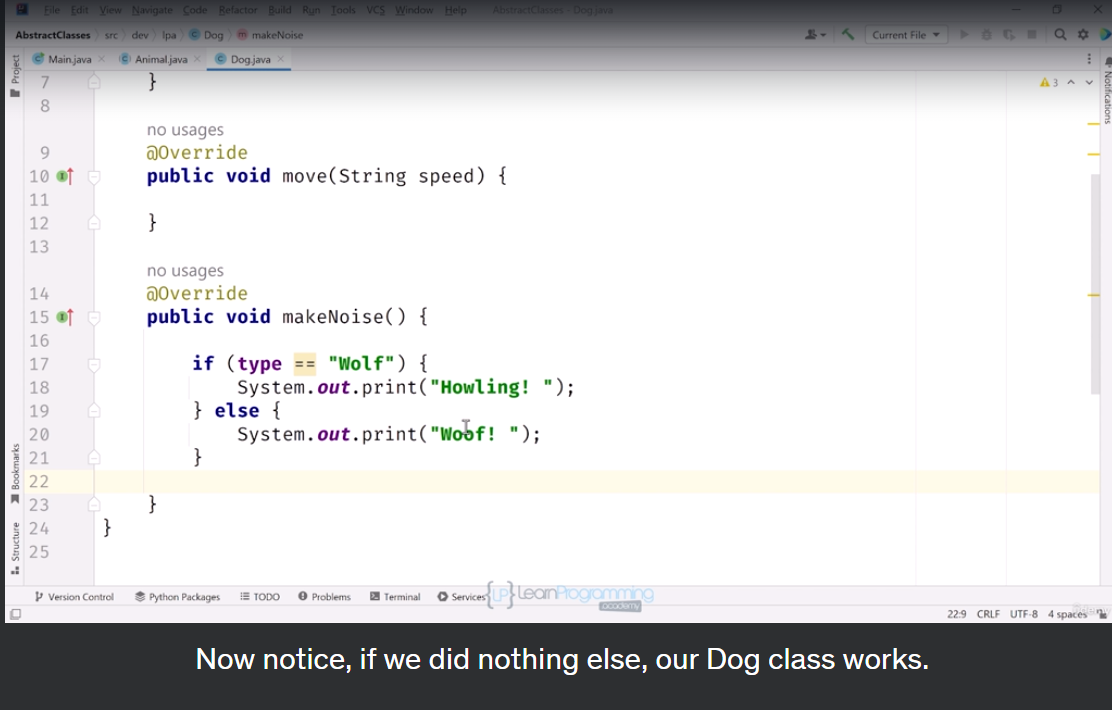 File Edit View Navigate Code Refactor Build Run Tools VCS Window Help AbstractClasses - Dog.java
AbstractClasses src dev lpa Dog makeNoise Current File
Main.java Animal.java Dog.java
Project
Notifications
3
7 }
8
no usages
9 @Override
10 public void move(String speed) {
11
12 }
13
no usages
14 @Override
15 public void makeNoise() {
16
17 if (type == "Wolf") {
18 System.out.print("Howling! ");
19 } else {
20 System.out.print("Woof! ");
21 }
22
23 }
24 }
25
Bookmarks
Structure
Version Control Python Packages TODO Problems Terminal Services
{LP} LearnProgramming
academy
22:9 CRLF UTF-8 4 spaces
Now notice, if we did nothing else, our Dog class works.